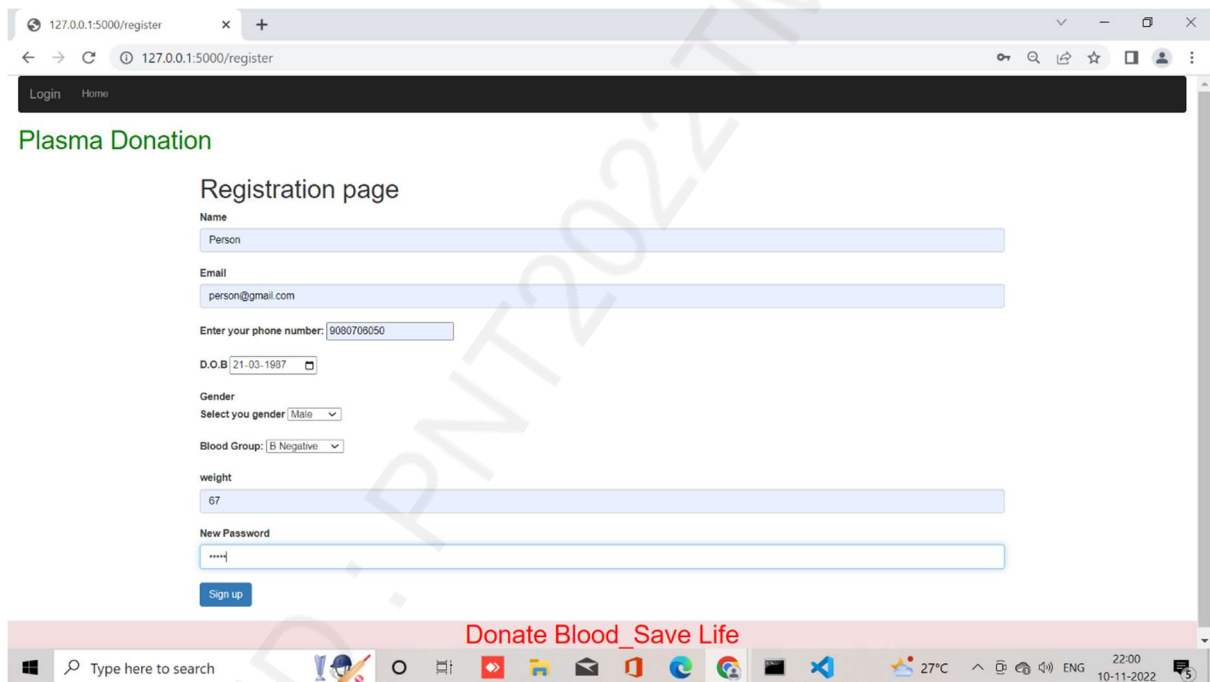 127.0.0.1:5000/register
127.0.0.1:5000/register
Login Home
Plasma Donation
Registration page
Name
Person
Email
person@gmail.com
Enter your phone number: 9080706050
D.O.B 21-03-1987
Gender
Select you gender Male
Blood Group: B Negative
weight
67
New Password
•••••
Sign up
Donate Blood_Save Life
Type here to search 27°C ENG 22:00
10-11-2022 5
PNT2022TM